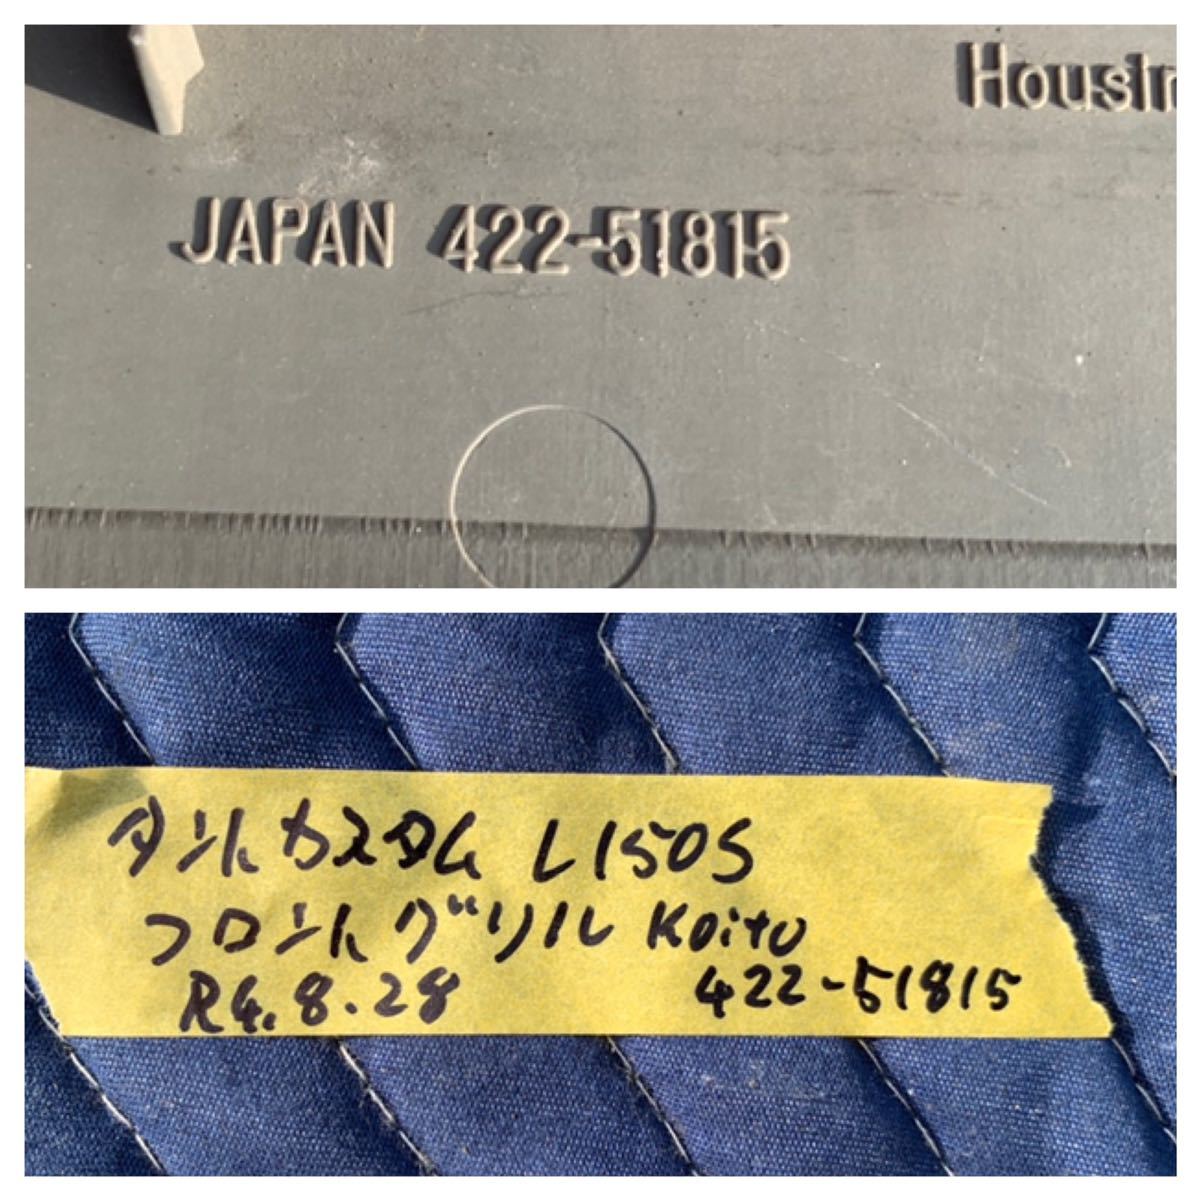 Housin
JAPAN 422-51815
タントカスタム L150S
フロントグリル Koito
R4.8.28 422-51815